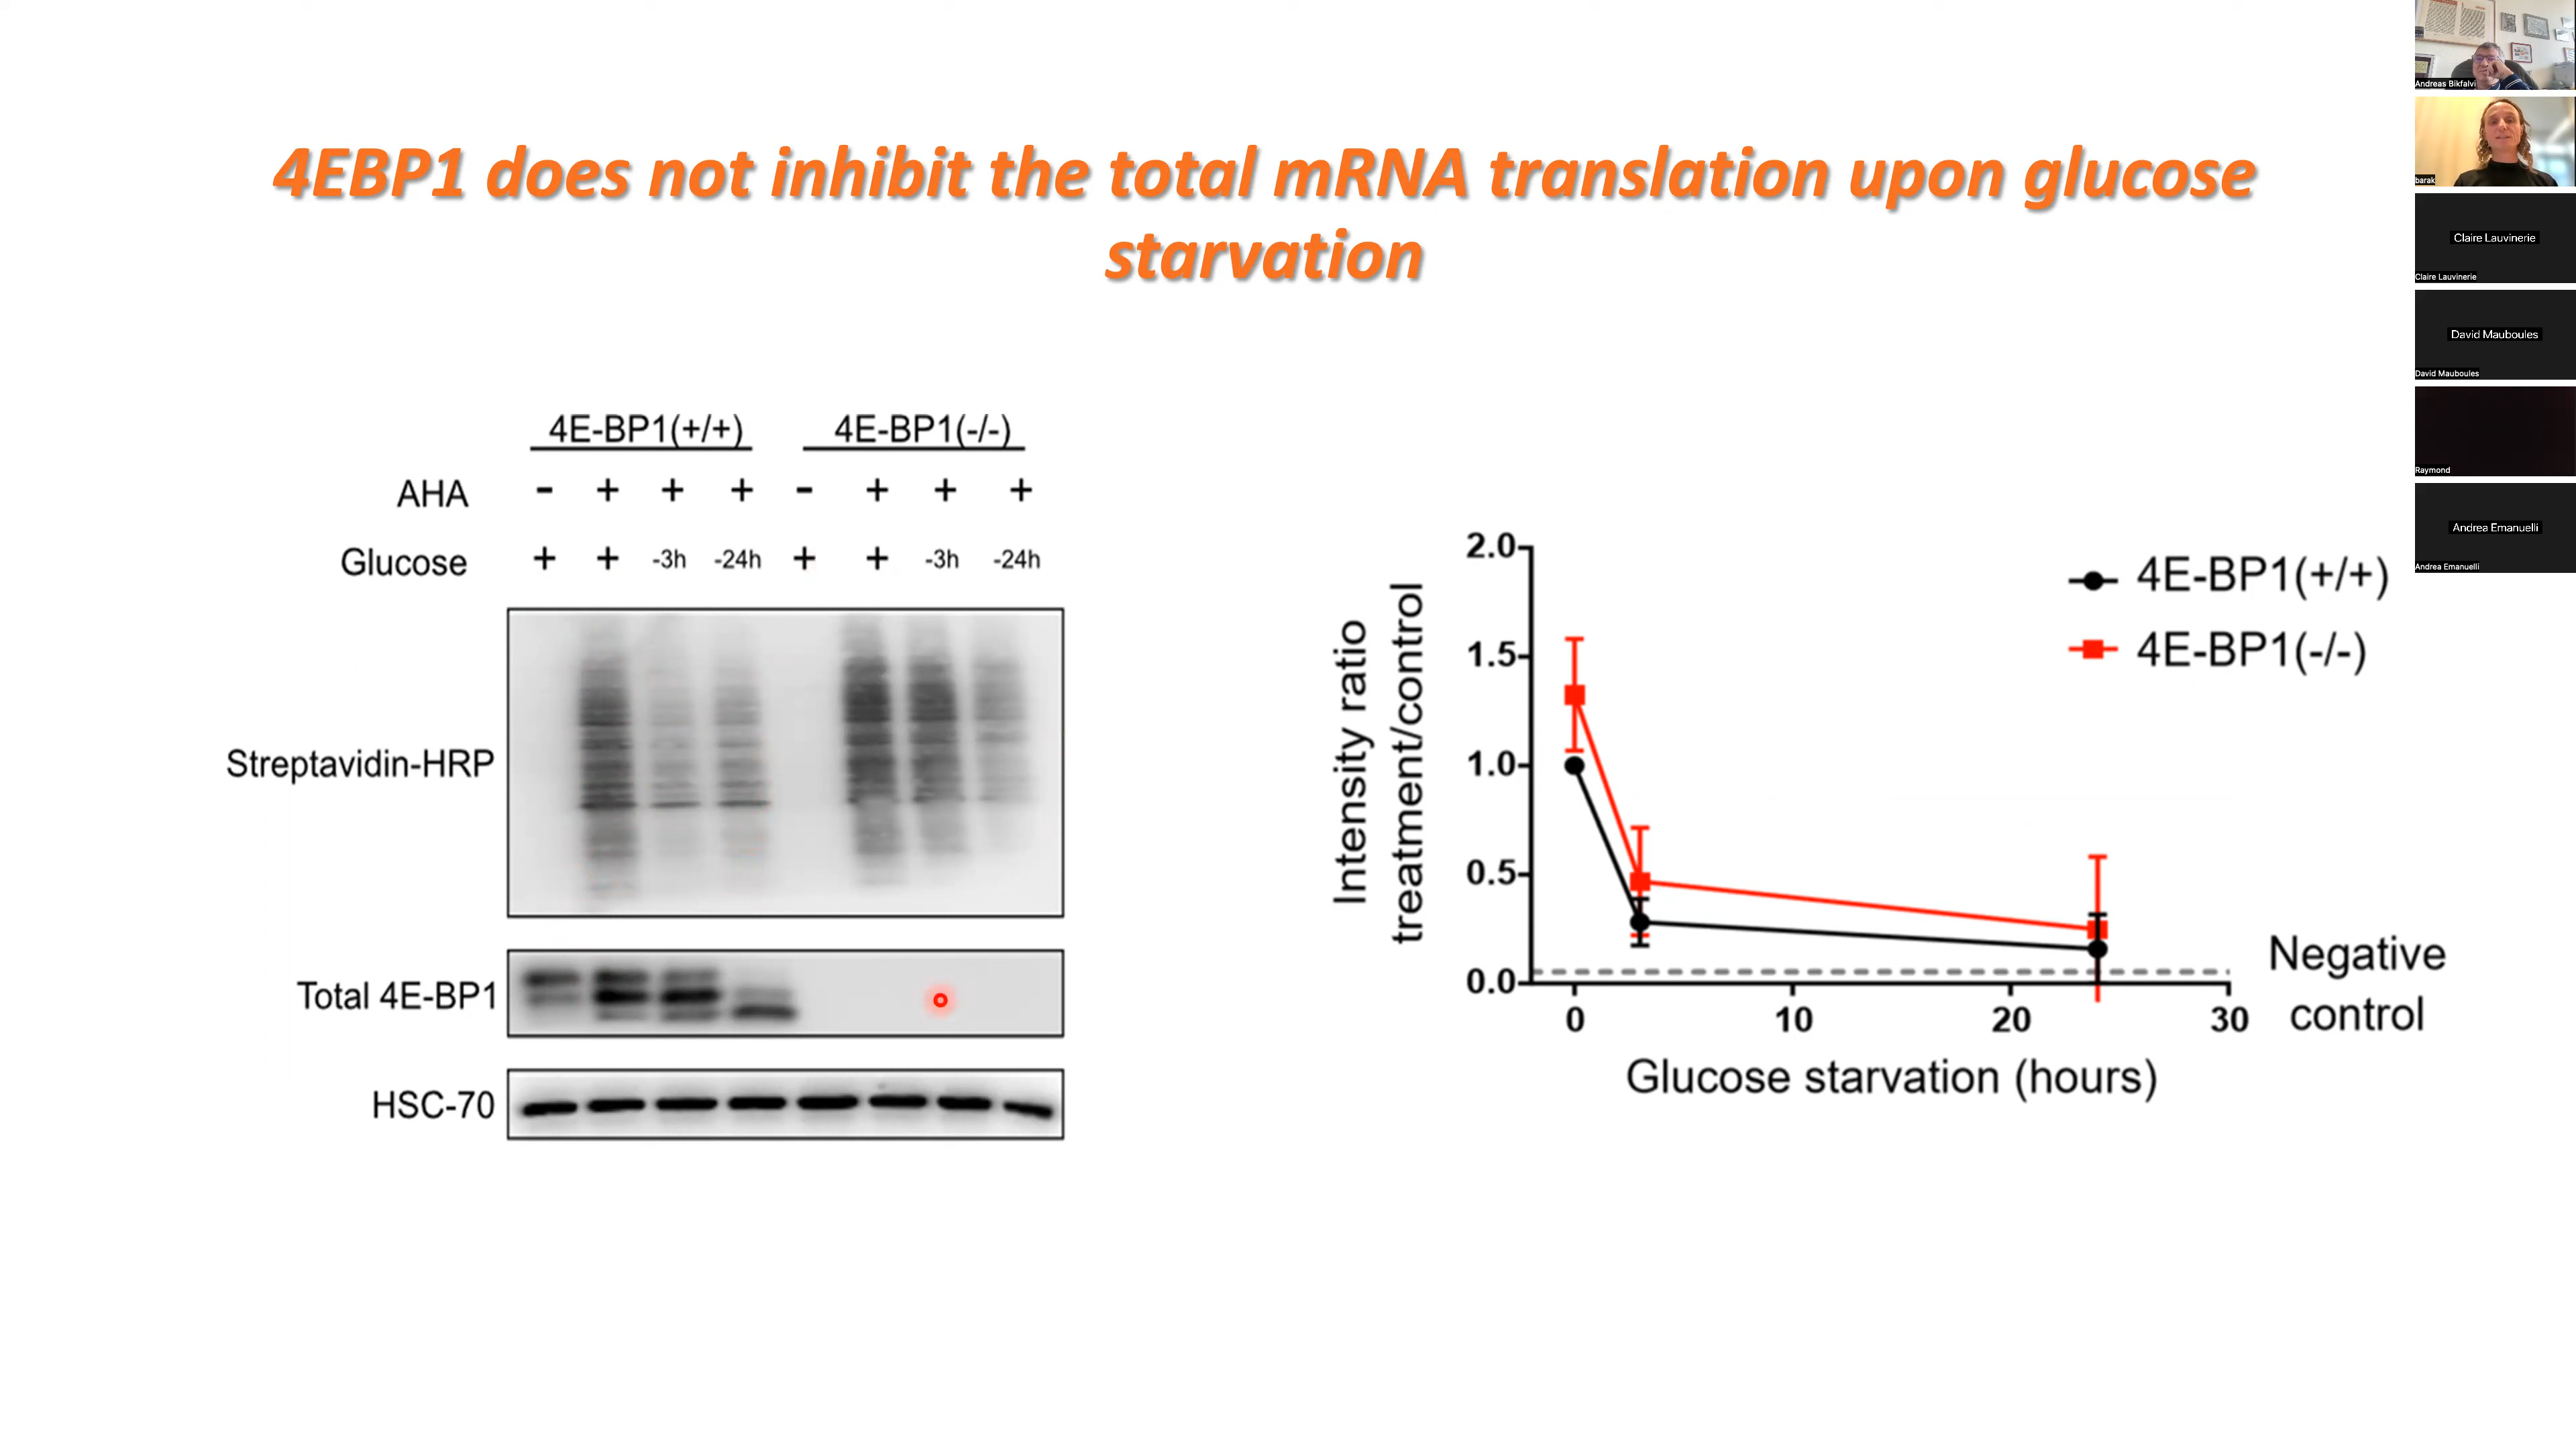 4EBP1 does not inhibit the total mRNA translation upon glucose
starvation
4E-BP1(+/+) 4E-BP1(-/-)
AHA - + + + - + + +
Glucose + + -3h -24h + + -3h -24h
Streptavidin-HRP
Total 4E-BP1
HSC-70
Intensity ratio
treatment/control
2.0
1.5
1.0
0.5
0.0
0 10 20 30
Glucose starvation (hours)
4E-BP1(+/+)
4E-BP1(-/-)
Negative
control
Andreas Bikfalvi
barak
Claire Lauvinerie
Claire Lauvinerie
David Mauboules
David Mauboules
Raymond
Andrea Emanuelli
Andrea Emanuelli